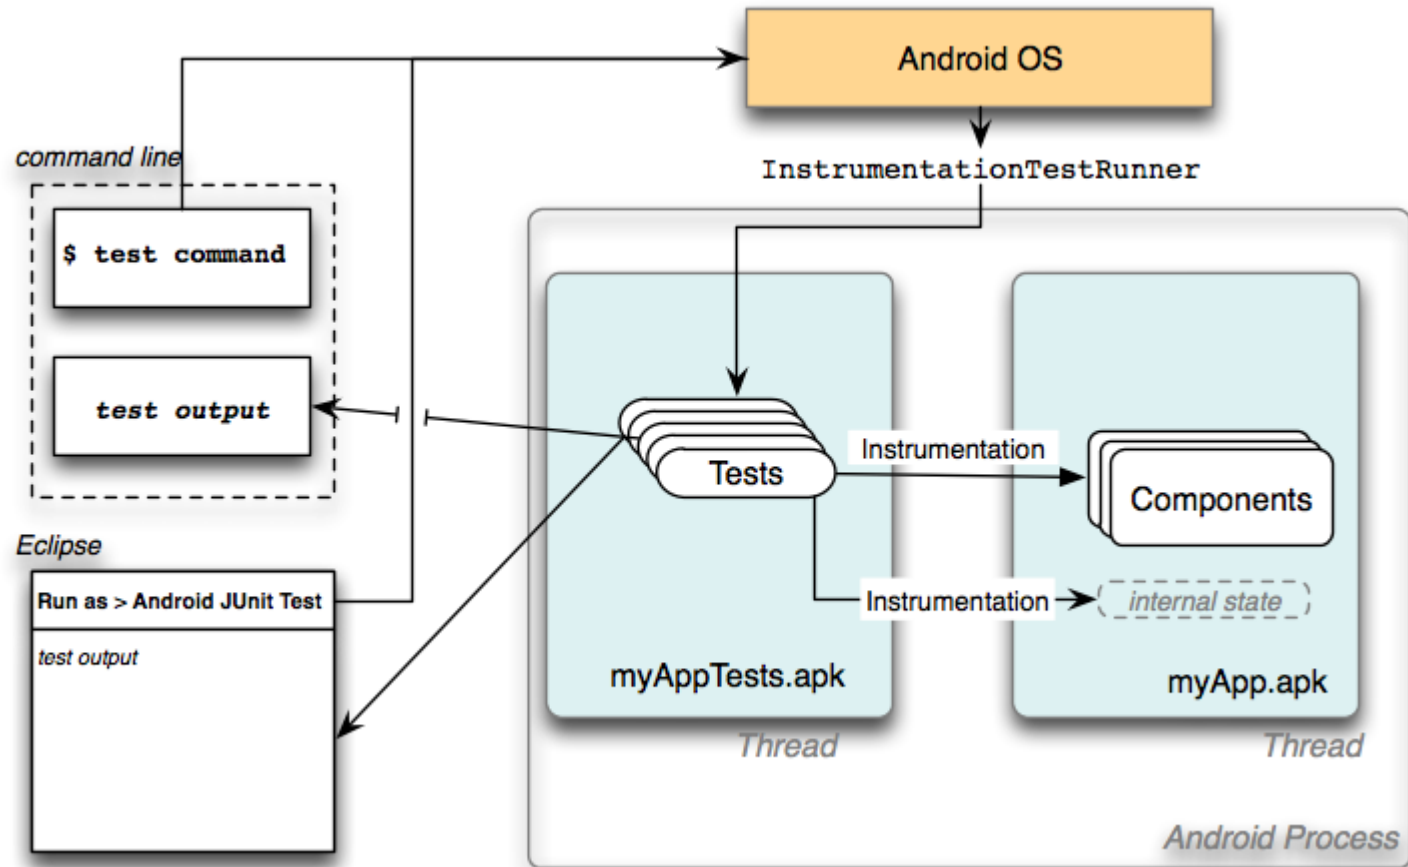 Android OS
command line
InstrumentationTestRunner
$ test command
test output
Instrumentation
Tests
Components
Eclipse
Run as > Android JUnit Test
Instrumentation
internal state
test output
myAppTests.apk
myApp.apk
Thread
Thread
Android Process